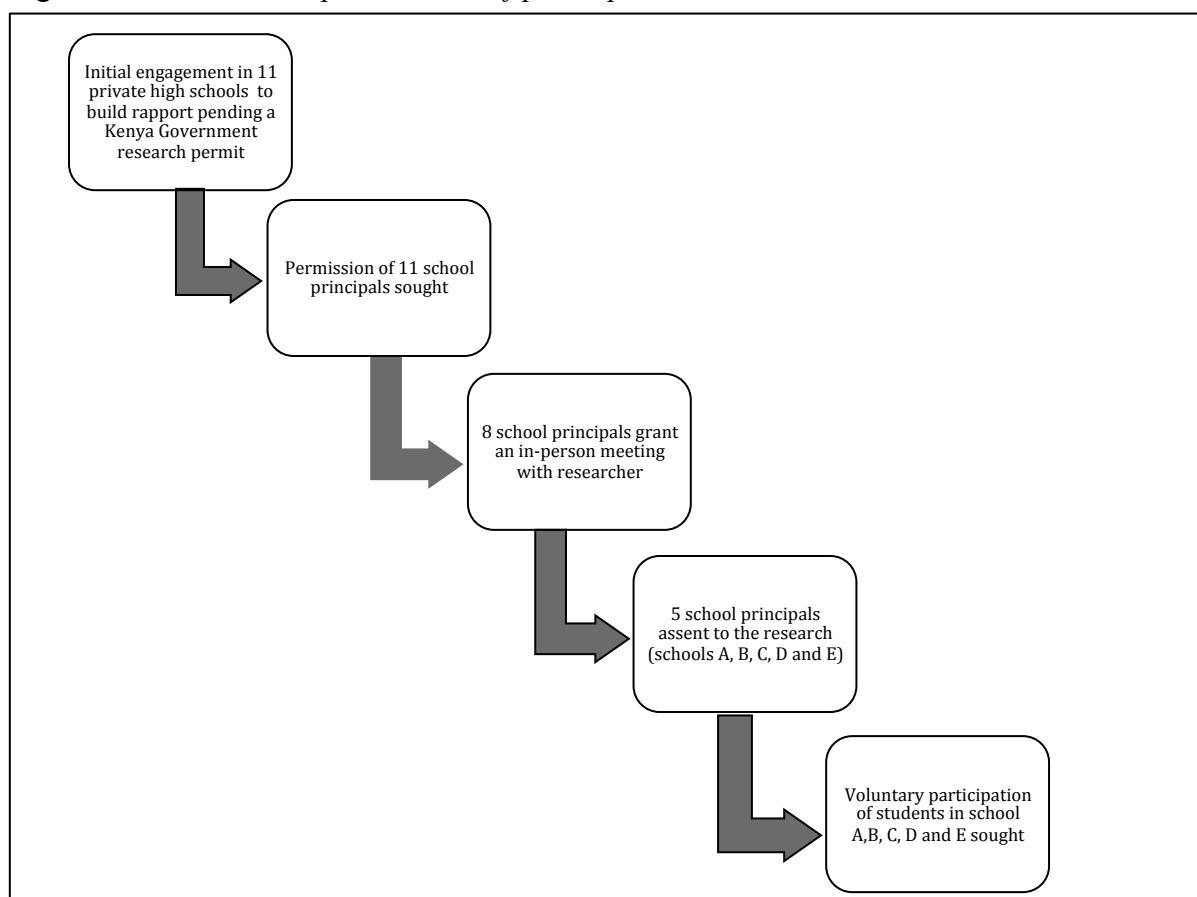 Initial engagement in 11
private high schools to
build rapport pending a
Kenya Government
research permit
Permission of 11 school
principals sought
8 school principals grant
an in-person meeting
with researcher
5 school principals
assent to the research
(schools A, B, C, D and E)
Voluntary participation
of students in school
A,B, C, D and E sought